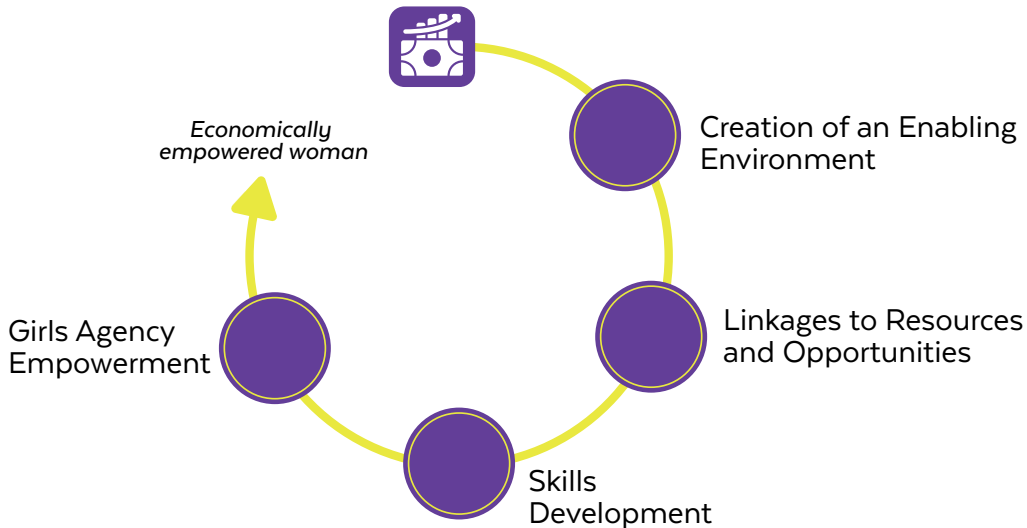 Economically
empowered woman
Creation of an Enabling
Environment
Linkages to Resources
and Opportunities
Girls Agency
Empowerment
Skills
Development